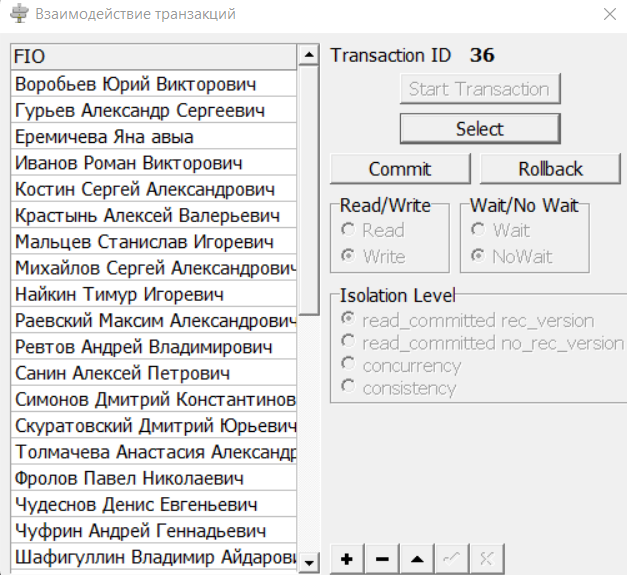 Взаимодействие транзакций
FIO
Воробьев Юрий Викторович
Гурьев Александр Сергеевич
Еремичева Яна авыа
Иванов Роман Викторович
Костин Сергей Александрович
Крастынь Алексей Валерьевич
Мальцев Станислав Игоревич
Михайлов Сергей Александрович
Найкин Тимур Игоревич
Раевский Максим Александрович
Ревтов Андрей Владимирович
Санин Алексей Петрович
Симонов Дмитрий Константинов
Скуратовский Дмитрий Юрьевич
Толмачева Анастасия Александр
Фролов Павел Николаевич
Чудеснов Денис Евгеньевич
Чуфрин Андрей Геннадьевич
Шафигуллин Владимир Айдарови
Transaction ID 36
Start Transaction
Select
Commit Rollback
Read/Write Wait/No Wait
Read Wait
Write NoWait
Isolation Level
read_committed rec_version
read_committed no_rec_version
concurrency
consistency